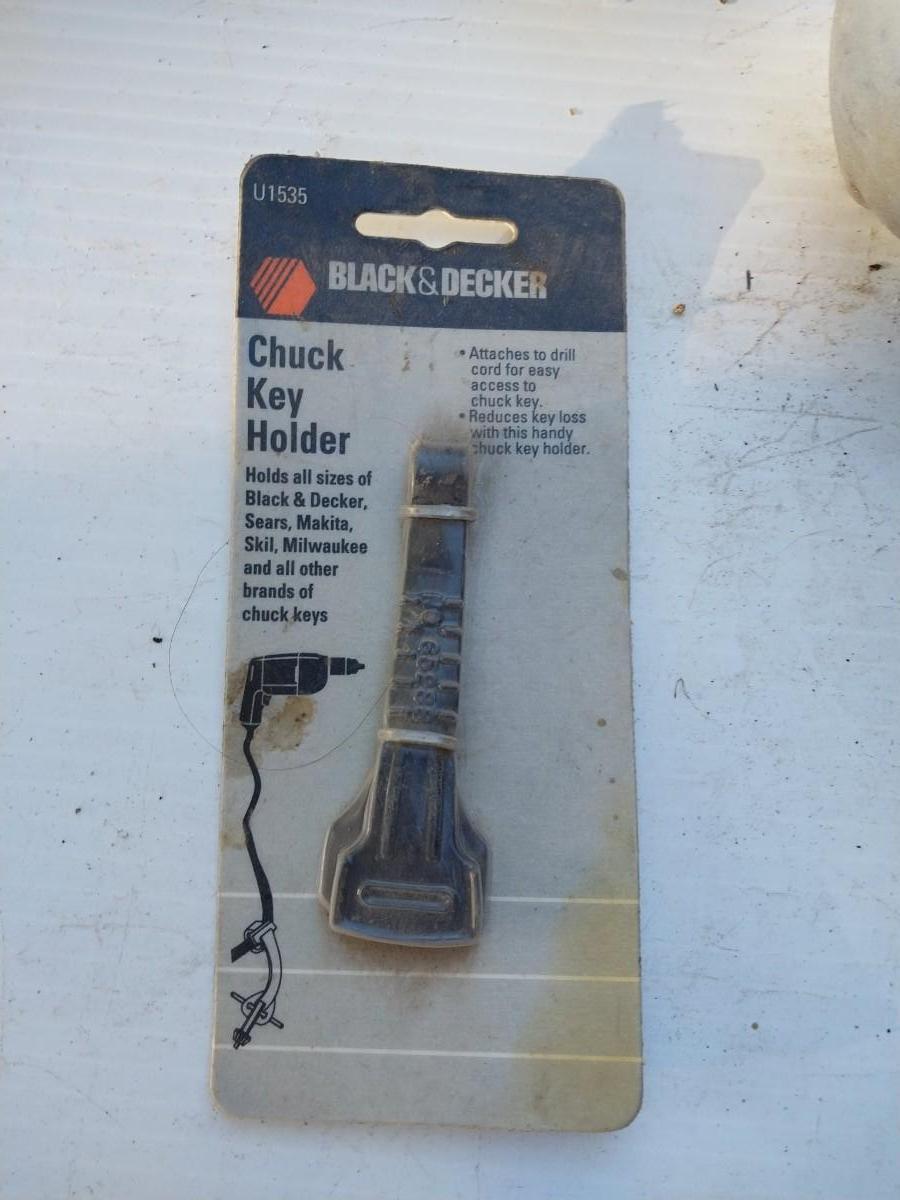 U1535
BLACK&DECKER
Chuck
Key
Holder
Holds all sizes of
Black & Decker,
Sears, Makita,
Skil, Milwaukee
and all other
brands of
chuck keys
• Attaches to drill
cord for easy
access to
chuck key.
• Reduces key loss
with this handy
chuck key holder.